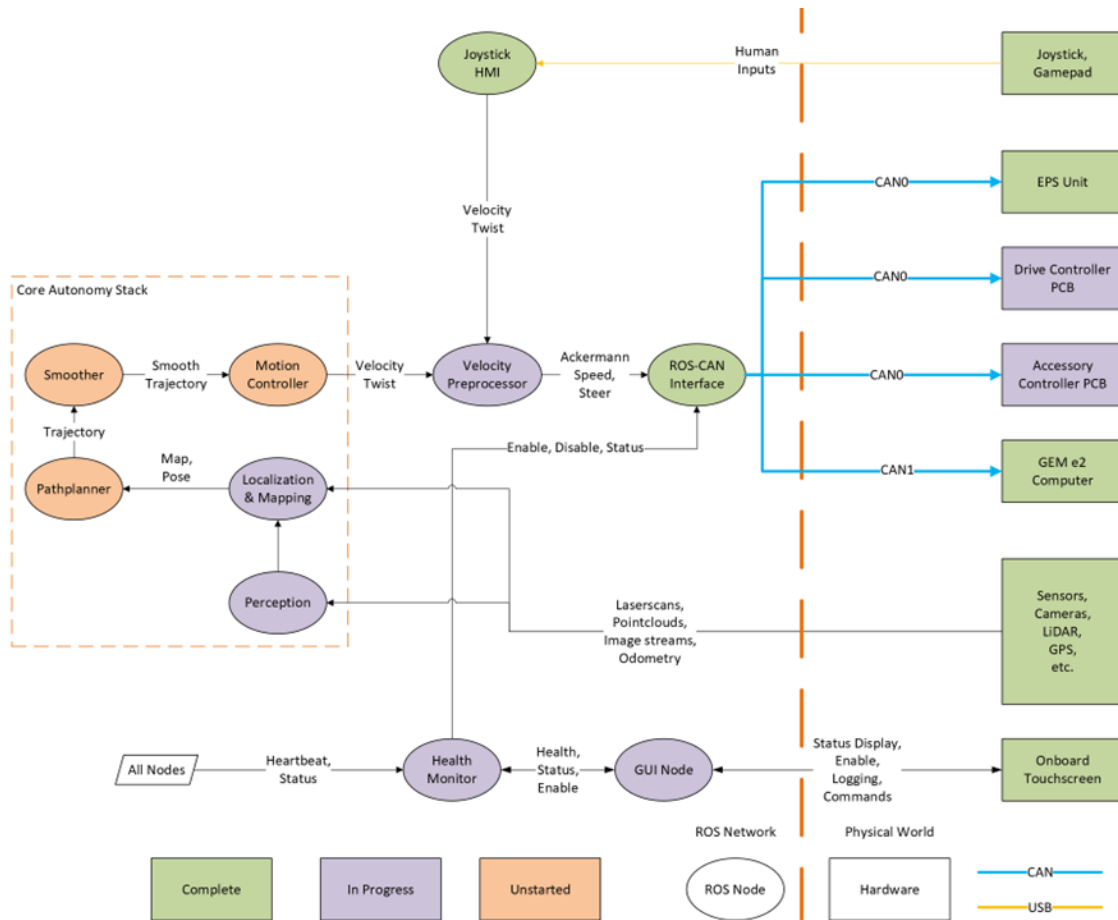 Joystick
HMI
Human
Inputs
Joystick,
Gamepad
CAN0
EPS Unit
Velocity
Twist
CAN0
Drive Controller
PCB
Core Autonomy Stack
Smoother
Smooth
Trajectory
Motion
Controller
Velocity
Twist
Velocity
Preprocessor
Ackermann
Speed,
Steer
ROS-CAN
Interface
CAN0
Accessory
Controller PCB
Trajectory
Enable, Disable, Status
Map,
Pose
Pathplanner
Localization
& Mapping
CAN1
GEM e2
Computer
Perception
Laserscans,
Pointclouds,
Image streams,
Odometry
Sensors,
Cameras,
LiDAR,
GPS,
etc.
All Nodes
Heartbeat,
Status
Health
Monitor
Health,
Status,
Enable
GUI Node
Status Display,
Enable,
Logging,
Commands
Onboard
Touchscreen
ROS Network
Physical World
Complete
In Progress
Unstarted
ROS Node
Hardware
CAN
USB